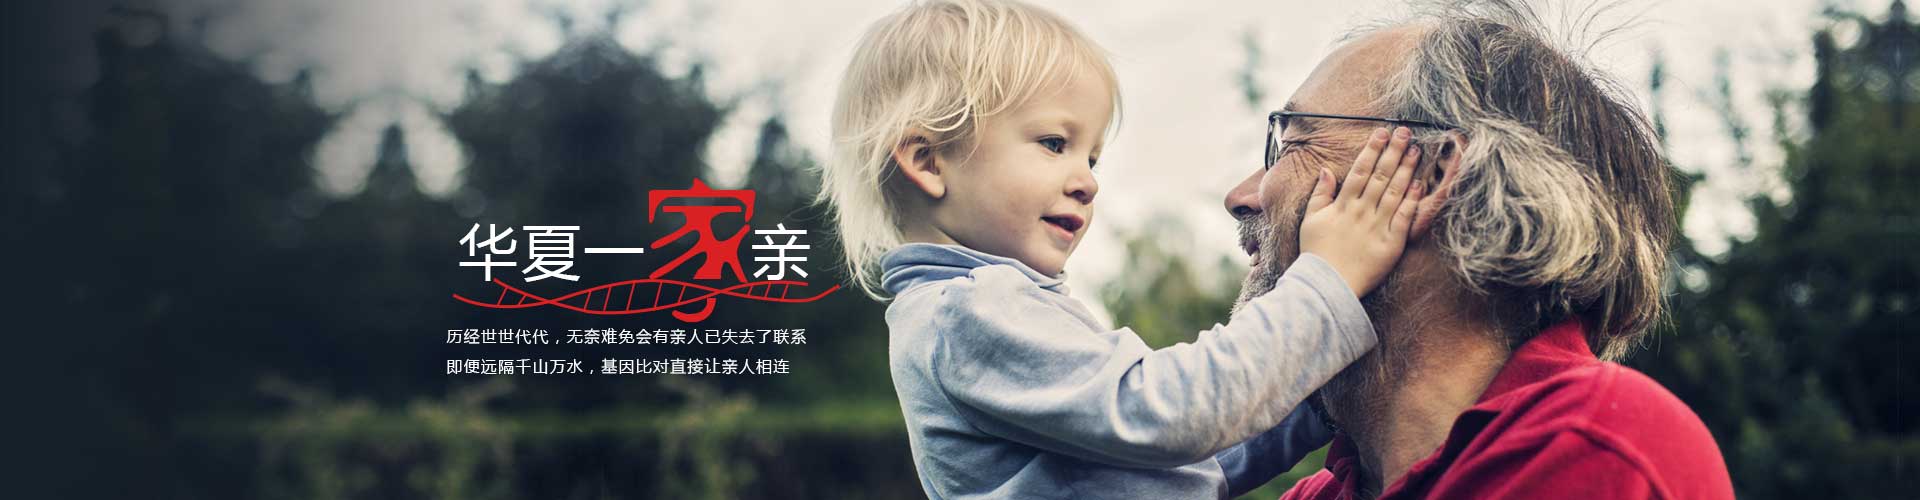 华夏一家亲
历经世世代代，无奈难免会有亲人已失去了联系
即便远隔千山万水，基因比对直接让亲人相连